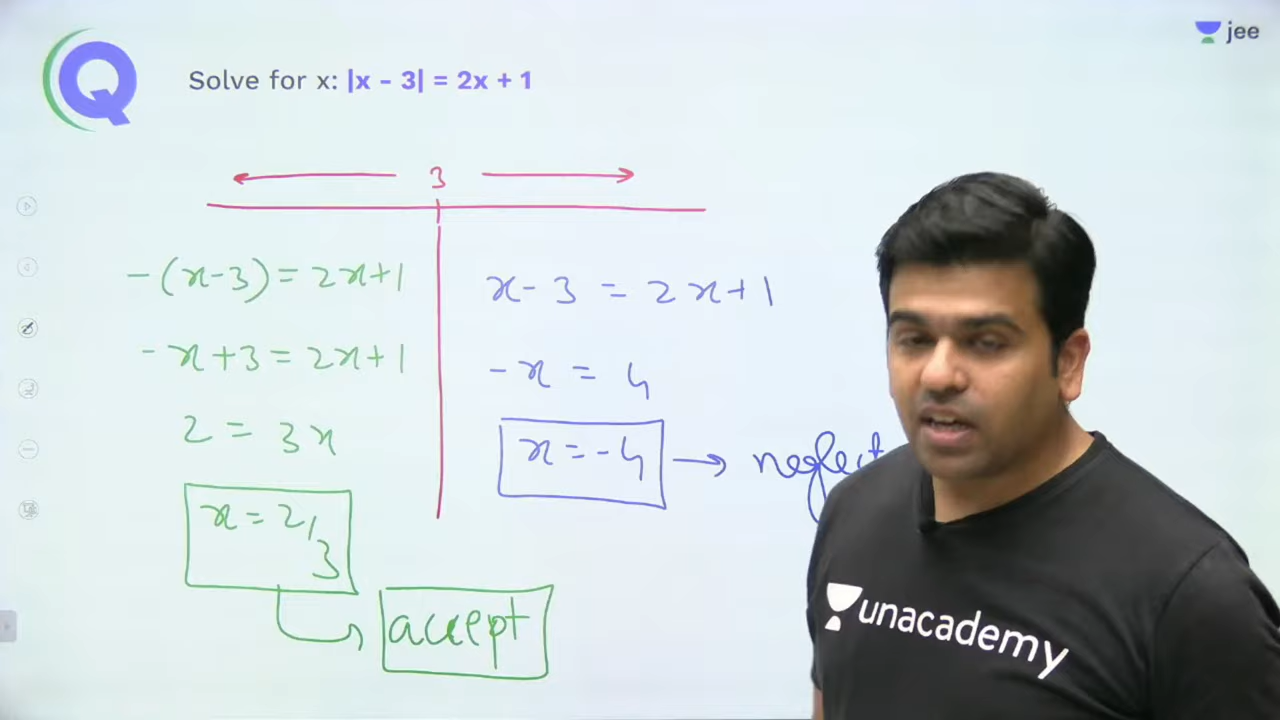 jee
Solve for x: |x - 3| = 2x + 1
3
-(x-3) = 2x+1
-x+3 = 2x+1
2 = 3x
x = 2/3
accept
x-3 = 2x+1
-x = 4
x = -4 → neglect
unacademy